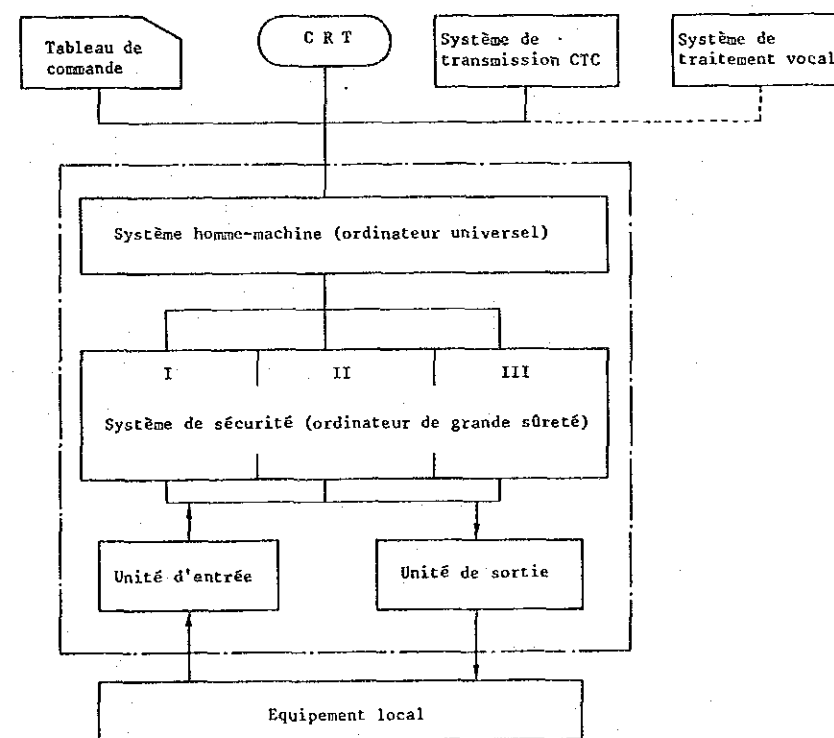 Tableau de
commande
C R T
Système de
transmission CTC
Système de
traitement vocal
Système homme-machine (ordinateur universel)
I
II
III
Système de sécurité (ordinateur de grande sûreté)
Unité d'entrée
Unité de sortie
Equipement local